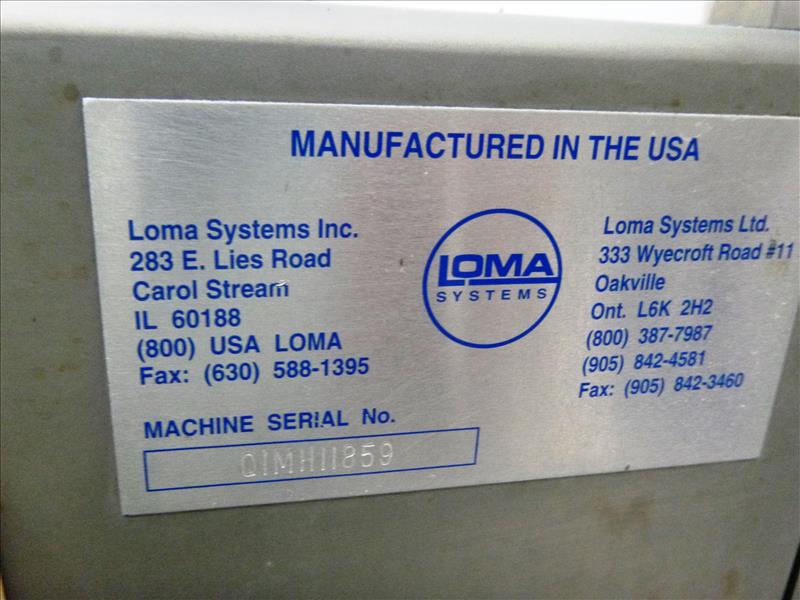 MANUFACTURED IN THE USA
Loma Systems Inc.
283 E. Lies Road
Carol Stream
IL 60188
(800) USA LOMA
Fax: (630) 588-1395
LOMA
SYSTEMS
Loma Systems Ltd.
333 Wyecroft Road #11
Oakville
Ont. L6K 2H2
(800) 387-7987
(905) 842-4581
Fax: (905) 842-3460
MACHINE SERIAL No.
QIMH11859